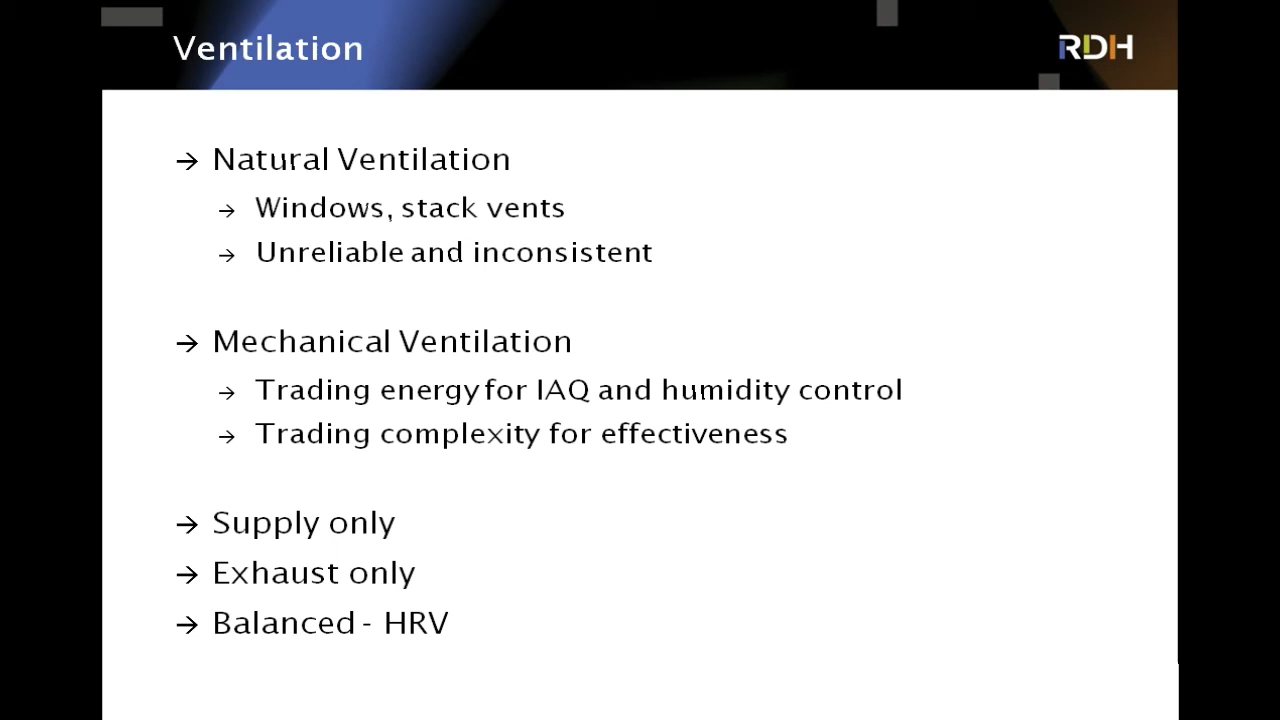 Ventilation
RDH
→ Natural Ventilation
→ Windows, stack vents
→ Unreliable and inconsistent
→ Mechanical Ventilation
→ Trading energy for IAQ and humidity control
→ Trading complexity for effectiveness
→ Supply only
→ Exhaust only
→ Balanced - HRV